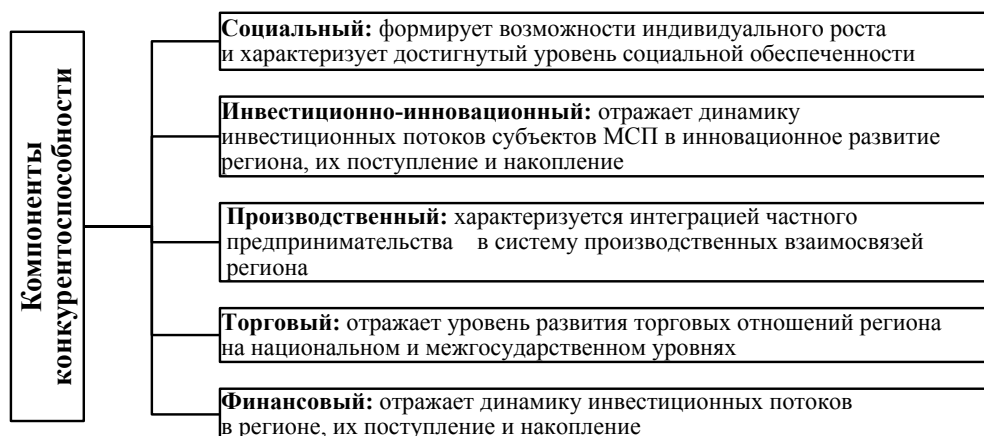 Компоненты
конкурентоспособности
Социальный: формирует возможности индивидуального роста
и характеризует достигнутый уровень социальной обеспеченности
Инвестиционно-инновационный: отражает динамику
инвестиционных потоков субъектов МСП в инновационное развитие
региона, их поступление и накопление
Производственный: характеризуется интеграцией частного
предпринимательства в систему производственных взаимосвязей
региона
Торговый: отражает уровень развития торговых отношений региона
на национальном и межгосударственном уровнях
Финансовый: отражает динамику инвестиционных потоков
в регионе, их поступление и накопление